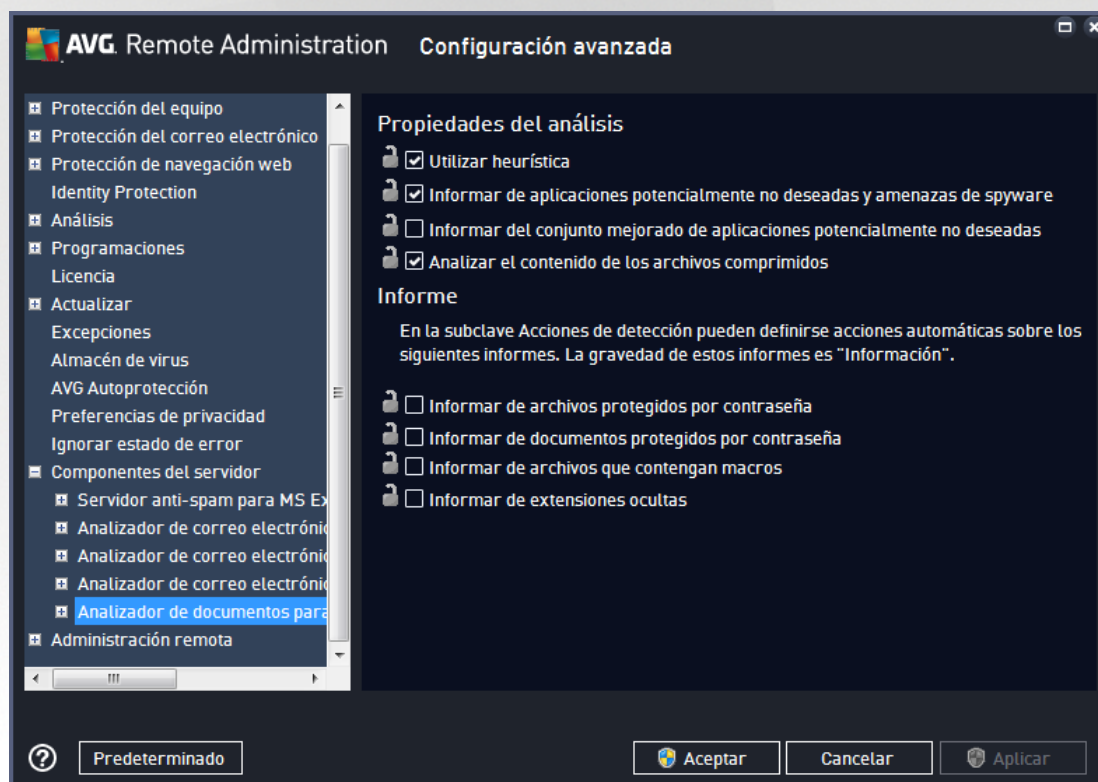 AVG. Remote Administration Configuración avanzada
Protección del equipo
Protección del correo electrónico
Protección de navegación web
Identity Protection
Análisis
Programaciones
Licencia
Actualizar
Excepciones
Almacén de virus
AVG Autoprotección
Preferencias de privacidad
Ignorar estado de error
Componentes del servidor
Servidor anti-spam para MS
Analizador de correo
Analizador de correo
Analizador de correo
Analizador de documentos para
Administración remota
Propiedades del análisis
Utilizar heurística
Informar de aplicaciones potencialmente no deseadas y amenazas de spyware
Informar del conjunto mejorado de aplicaciones potencialmente no deseadas
Analizar el contenido de los archivos comprimidos
Informe
En la subclave Acciones de detección pueden definirse acciones automáticas sobre los
siguientes informes. La gravedad de estos informes es "Información".
Informar de archivos protegidos por contraseña
Informar de documentos protegidos por contraseña
Informar de archivos que contengan macros
Informar de extensiones ocultas
? Predeterminado Aceptar Cancelar Aplicar